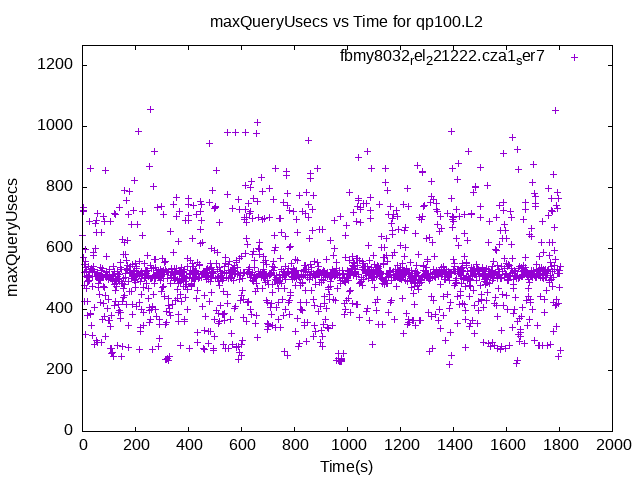 maxQueryUsecs vs Time for qp100.L2
fbmy8032rel221222.cza1ser7
maxQueryUsecs
1200
1000
800
600
400
200
0
0 200 400 600 800 1000 1200 1400 1600 1800 2000
Time(s)